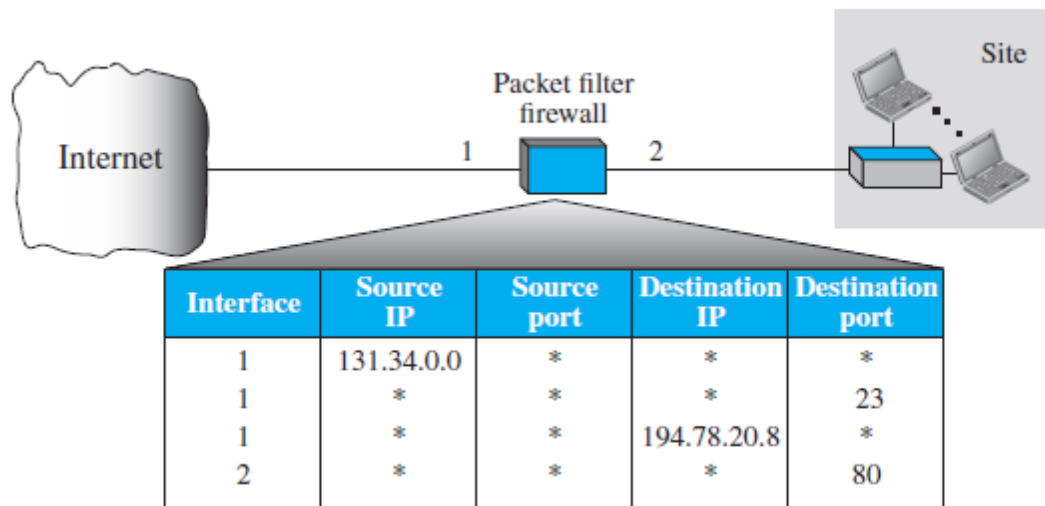 Site
Packet filter
firewall
Internet
1
2
Interface Source IP Source port Destination IP Destination port
1 131.34.0.0 * * *
1 * * * 23
1 * * 194.78.20.8 *
2 * * * 80